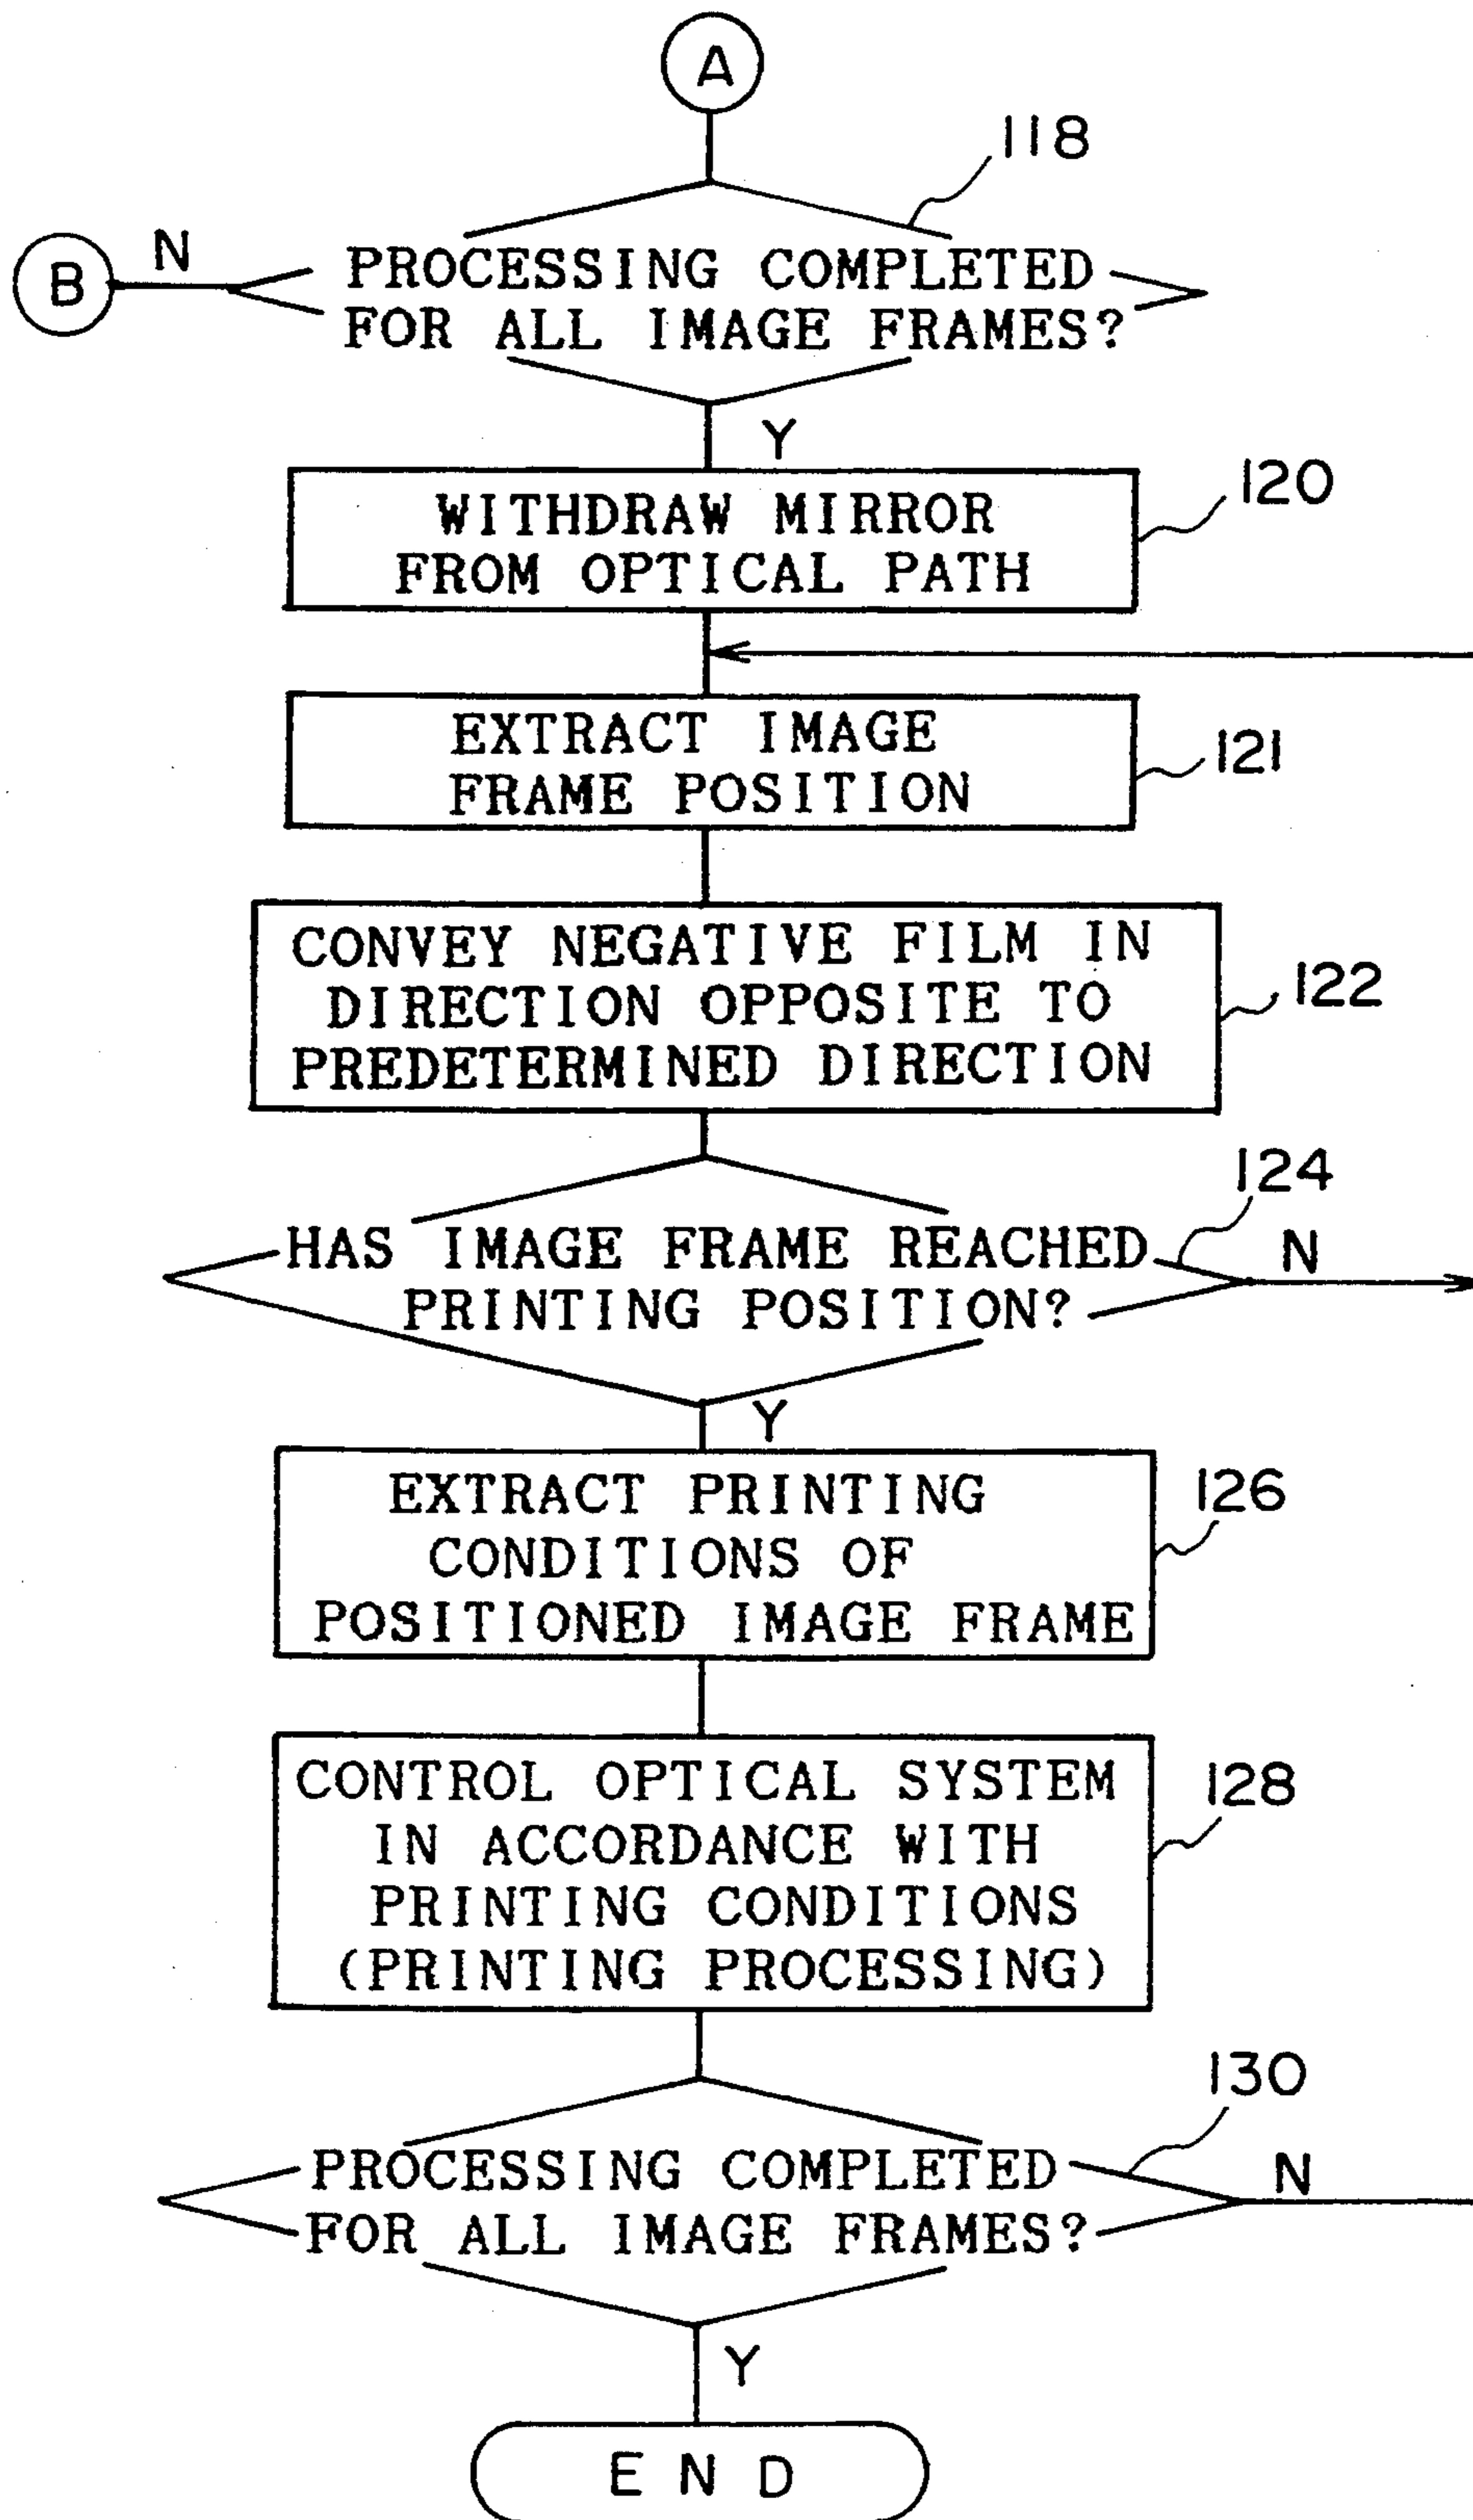 A
118
B
N
PROCESSING COMPLETED
FOR ALL IMAGE FRAMES?
Y
120
WITHDRAW MIRROR
FROM OPTICAL PATH
EXTRACT IMAGE
FRAME POSITION
121
CONVEY NEGATIVE FILM IN
DIRECTION OPPOSITE TO
PREDETERMINED DIRECTION
122
124
HAS IMAGE FRAME REACHED
PRINTING POSITION?
N
Y
EXTRACT PRINTING
CONDITIONS OF
POSITIONED IMAGE FRAME
126
CONTROL OPTICAL SYSTEM
IN ACCORDANCE WITH
PRINTING CONDITIONS
(PRINTING PROCESSING)
128
130
PROCESSING COMPLETED
FOR ALL IMAGE FRAMES?
N
Y
END